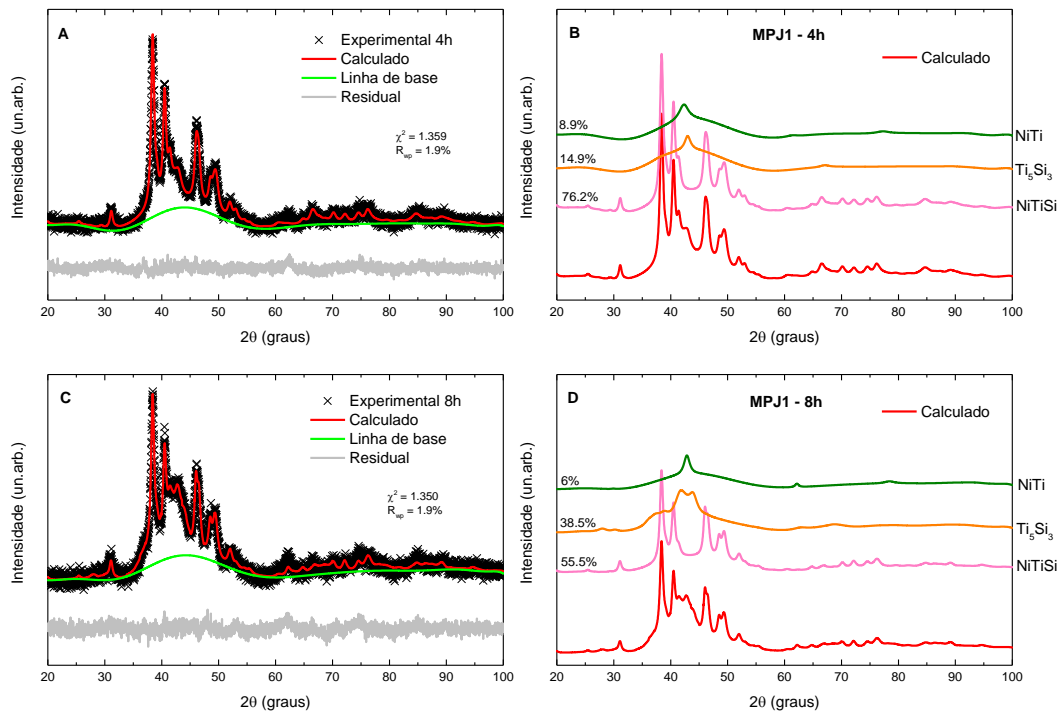 A
Experimental 4h
Calculado
Linha de base
Residual
χ² = 1.359
R_wp = 1.9%
Intensidade (un.arb.)
20 30 40 50 60 70 80 90 100
2θ (graus)
B
MPJ1 - 4h
Calculado
8.9%
NiTi
14.9%
Ti₅Si₃
76.2%
NiTiSi
Intensidade (un.arb.)
20 30 40 50 60 70 80 90 100
2θ (graus)
C
Experimental 8h
Calculado
Linha de base
Residual
χ² = 1.350
R_wp = 1.9%
Intensidade (un.arb.)
20 30 40 50 60 70 80 90 100
2θ (graus)
D
MPJ1 - 8h
Calculado
6%
NiTi
38.5%
Ti₅Si₃
55.5%
NiTiSi
Intensidade (un.arb.)
20 30 40 50 60 70 80 90 100
2θ (graus)